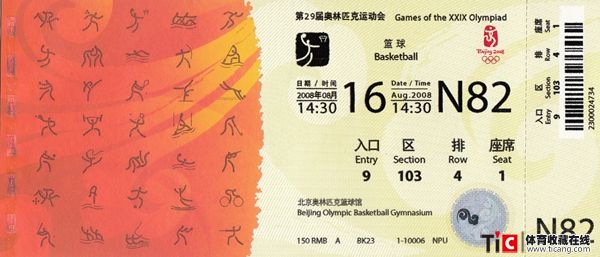 第29届奥林匹克运动会 Games of the XXIX Olympiad
篮球
Basketball
Beijing 2008
日期 / 时间
2008年08月
14:30
16
Date / Time
Aug.2008
14:30
N82
入口 区 排 座席
Entry Section Row Seat
9 103 4 1
北京奥林匹克篮球馆
Beijing Olympic Basketball Gymnasium
150 RMB A BK23 1-10006 NPU
座席 Seat 1
排 Row 4
区 Section 103
入口 Entry 9
2300024734
N82
TiC 体育收藏在线
www.ticang.com